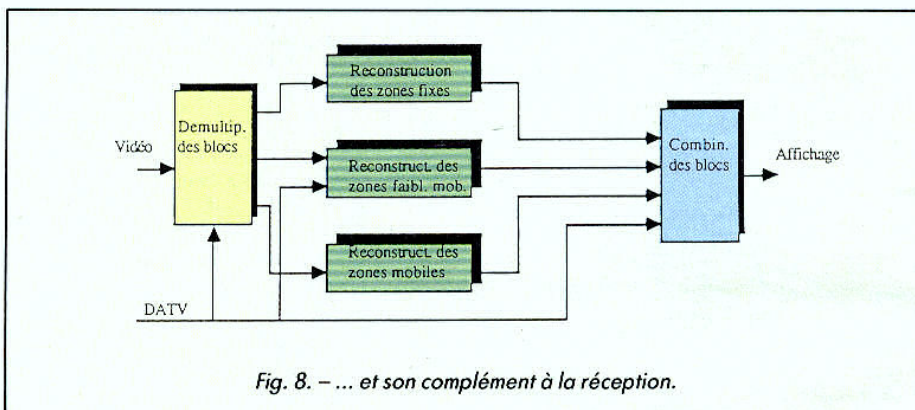 Reconstruction
des zones fixes
Vidéo
Demultip.
des blocs
Reconstruct. des
zones faibl. mob.
Combin.
des blocs
Affichage
Reconstruct. des
zones mobiles
DATV
Fig. 8. – ... et son complément à la réception.